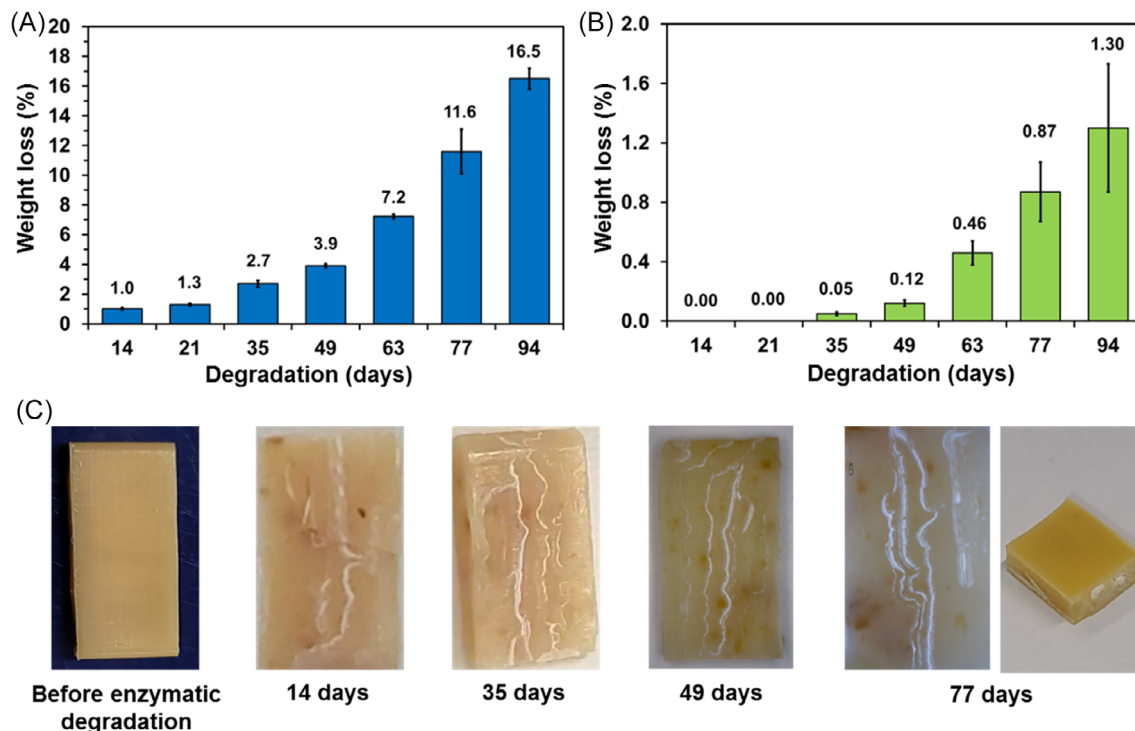 (A)
Weight loss (%)
20
18
16
14
12
10
8
6
4
2
0
1.0
1.3
2.7
3.9
7.2
11.6
16.5
14 21 35 49 63 77 94
Degradation (days)
(B)
Weight loss (%)
2.0
1.6
1.2
0.8
0.4
0.0
0.00
0.00
0.05
0.12
0.46
0.87
1.30
14 21 35 49 63 77 94
Degradation (days)
(C)
Before enzymatic
degradation
14 days
35 days
49 days
77 days